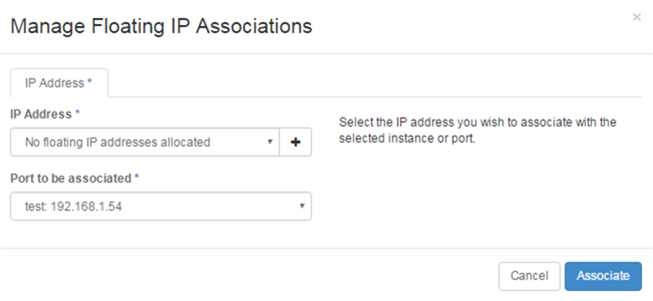 Manage Floating IP Associations
×
IP Address *
IP Address *
No floating IP addresses allocated
+
Select the IP address you wish to associate with the
selected instance or port.
Port to be associated *
test: 192.168.1.54
Cancel
Associate